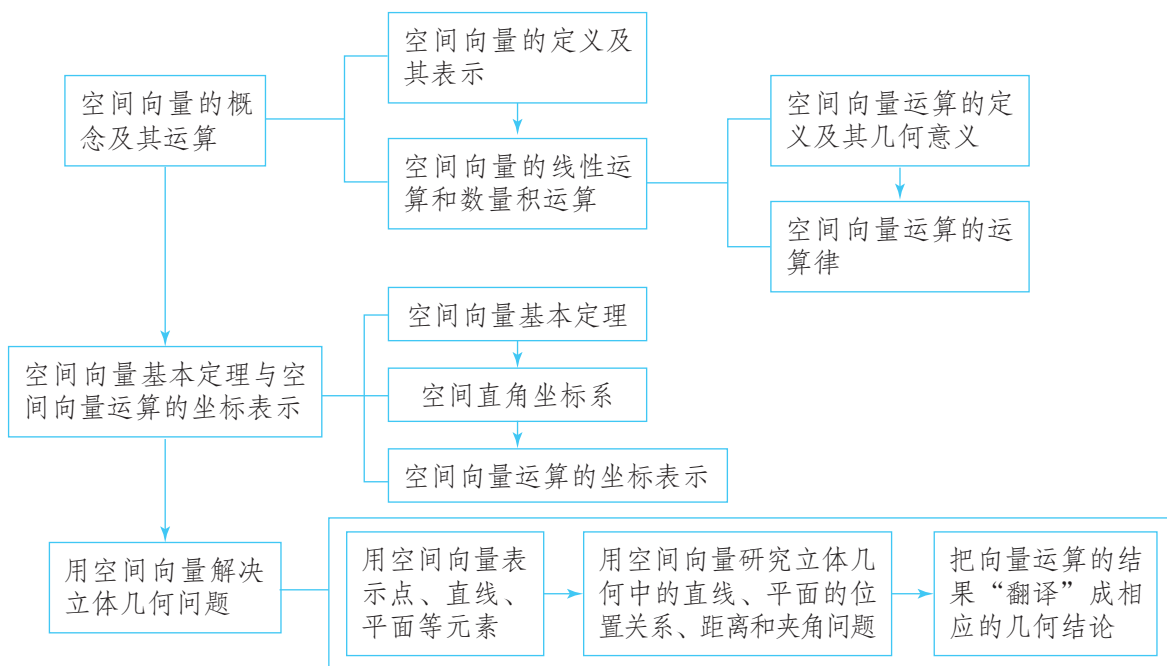 空间向量的概
念及其运算
空间向量的定义及
其表示
空间向量的线性运
算和数量积运算
空间向量运算的定
义及其几何意义
空间向量运算的运
算律
空间向量基本定理与空
间向量运算的坐标表示
空间向量基本定理
空间直角坐标系
空间向量运算的坐标表示
用空间向量解决
立体几何问题
用空间向量表
示点、直线、
平面等元素
用空间向量研究立体几
何中的直线、平面的位
置关系、距离和夹角问题
把向量运算的结
果“翻译”成相
应的几何结论